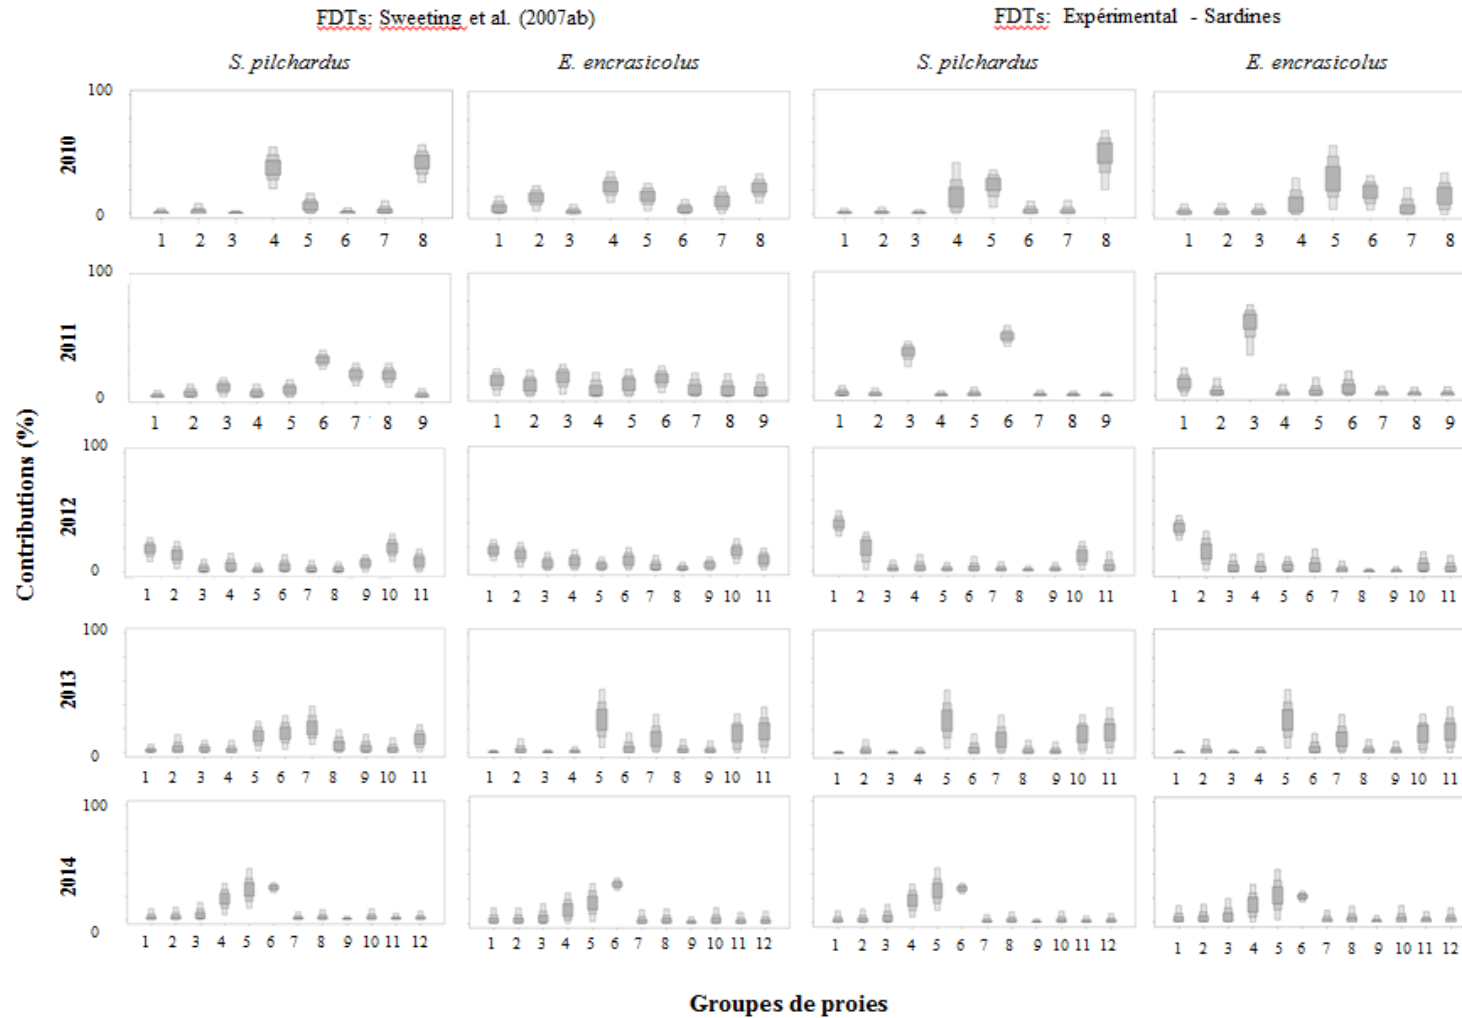 FDTs: Sweeting et al. (2007ab) FDTs: Expérimental - Sardines
S. pilchardus E. encrasicolus S. pilchardus E. encrasicolus
Contributions (%)
2010
100
0
1 2 3 4 5 6 7 8 1 2 3 4 5 6 7 8 1 2 3 4 5 6 7 8 1 2 3 4 5 6 7 8
2011
100
0
1 2 3 4 5 6 7 8 9 1 2 3 4 5 6 7 8 9 1 2 3 4 5 6 7 8 9 1 2 3 4 5 6 7 8 9
2012
100
0
1 2 3 4 5 6 7 8 9 10 11 1 2 3 4 5 6 7 8 9 10 11 1 2 3 4 5 6 7 8 9 10 11 1 2 3 4 5 6 7 8 9 10 11
2013
100
0
1 2 3 4 5 6 7 8 9 10 11 1 2 3 4 5 6 7 8 9 10 11 1 2 3 4 5 6 7 8 9 10 11 1 2 3 4 5 6 7 8 9 10 11
2014
100
0
1 2 3 4 5 6 7 8 9 10 11 12 1 2 3 4 5 6 7 8 9 10 11 12 1 2 3 4 5 6 7 8 9 10 11 12 1 2 3 4 5 6 7 8 9 10 11 12
Groupes de proies